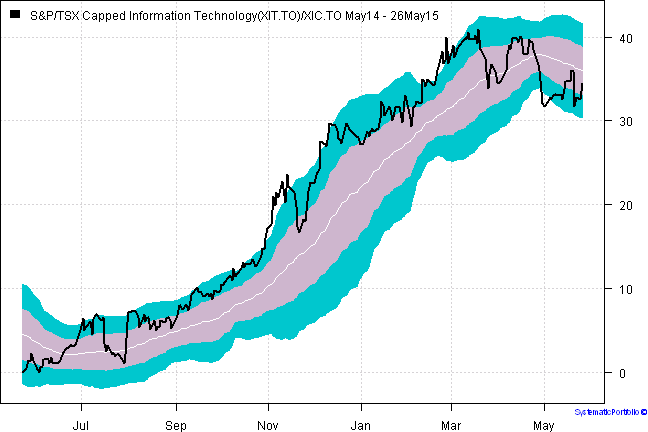 S&P/TSX Capped Information Technology(XIT.TO)/XIC.TO May14 - 26May15
40
30
20
10
0
Jul Sep Nov Jan Mar May
SystematicPortfolio ©